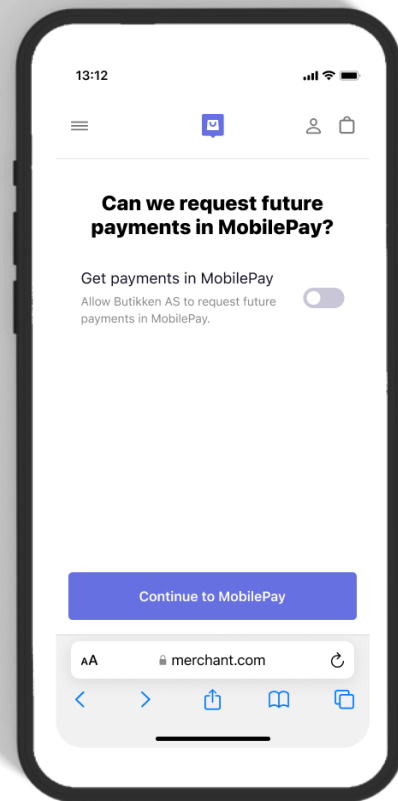 13:12
Can we request future
payments in MobilePay?
Get payments in MobilePay
Allow Butikken AS to request future
payments in MobilePay.
Continue to MobilePay
AA merchant.com